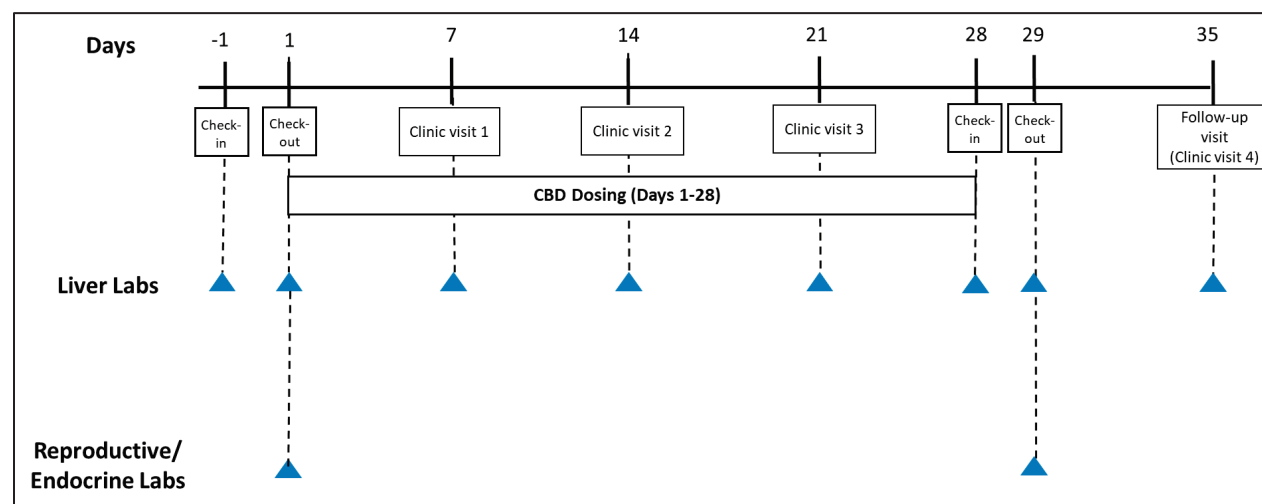 Days
-1
1
7
14
21
28
29
35
Check-
in
Check-
out
Clinic visit 1
Clinic visit 2
Clinic visit 3
Check-
in
Check-
out
Follow-up
visit
(Clinic visit 4)
CBD Dosing (Days 1-28)
Liver Labs
Reproductive/
Endocrine Labs